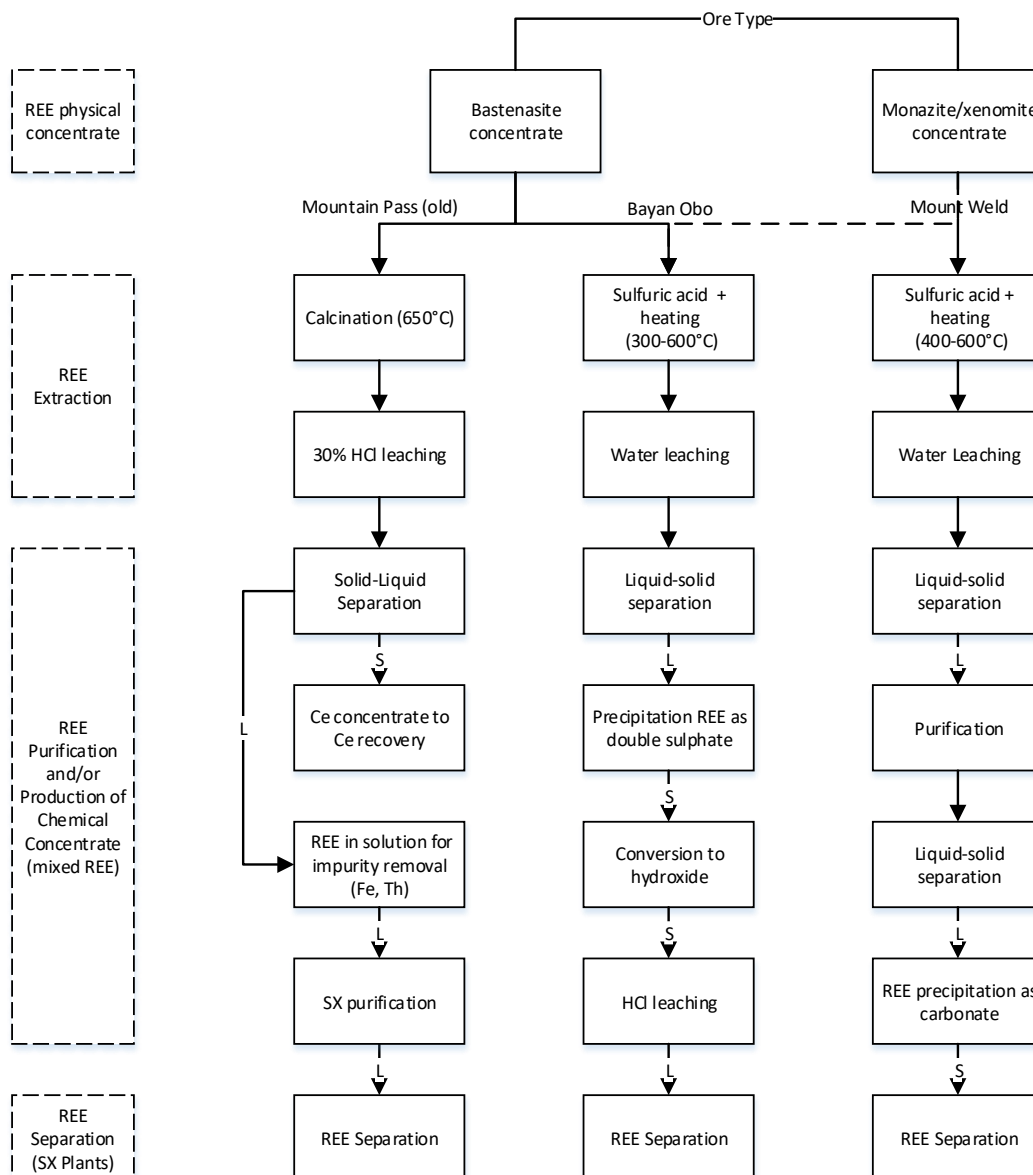 Ore Type
REE physical
concentrate
Bastenasite
concentrate
Monazite/xenomite
concentrate
Mountain Pass (old)
Bayan Obo
Mount Weld
REE
Extraction
Calcination (650°C)
Sulfuric acid +
heating
(300-600°C)
Sulfuric acid +
heating
(400-600°C)
30% HCl leaching
Water leaching
Water Leaching
REE
Purification
and/or
Production of
Chemical
Concentrate
(mixed REE)
Solid-Liquid
Separation
Liquid-solid
separation
Liquid-solid
separation
S
L
L
L
Ce concentrate to
Ce recovery
Precipitation REE as
double sulphate
Purification
S
REE in solution for
impurity removal
(Fe, Th)
Conversion to
hydroxide
Liquid-solid
separation
L
S
L
SX purification
HCl leaching
REE precipitation as
carbonate
L
L
S
REE
Separation
(SX Plants)
REE Separation
REE Separation
REE Separation